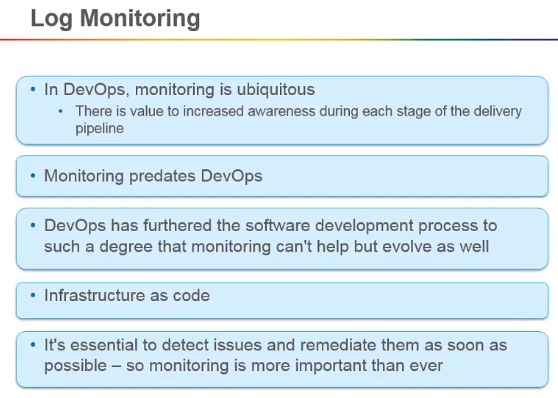 Log Monitoring
• In DevOps, monitoring is ubiquitous
• There is value to increased awareness during each stage of the delivery
pipeline
• Monitoring predates DevOps
• DevOps has furthered the software development process to
such a degree that monitoring can't help but evolve as well
• Infrastructure as code
• It's essential to detect issues and remediate them as soon as
possible – so monitoring is more important than ever